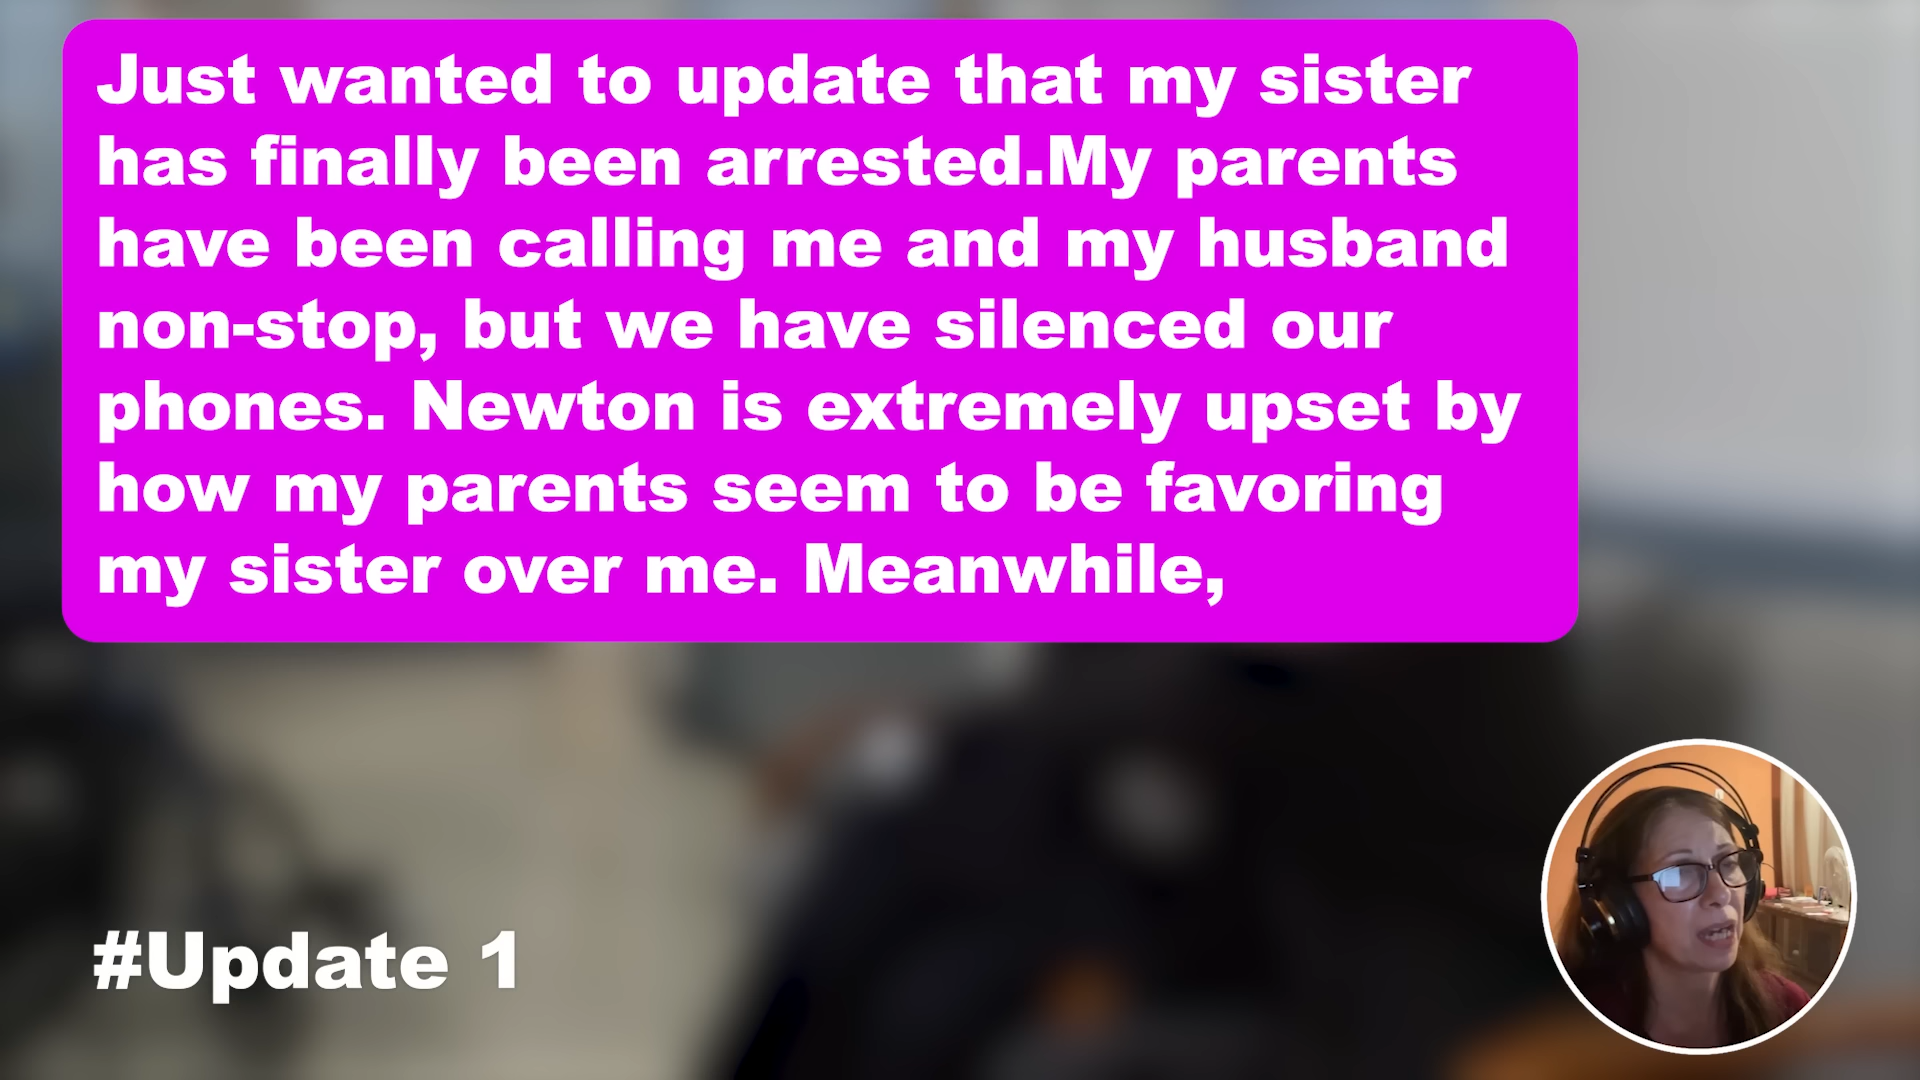 Just wanted to update that my sister
has finally been arrested.My parents
have been calling me and my husband
non-stop, but we have silenced our
phones. Newton is extremely upset by
how my parents seem to be favoring
my sister over me. Meanwhile,
#Update 1